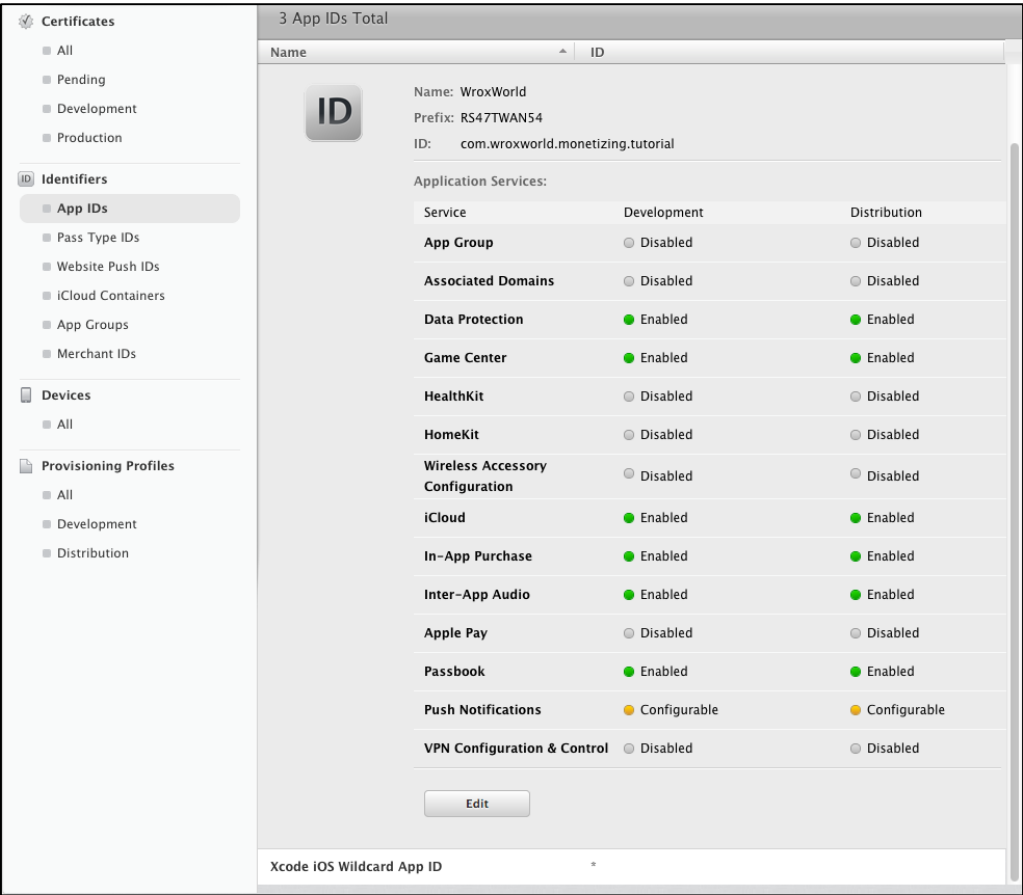 Certificates
All
Pending
Development
Production
ID Identifiers
App IDs
Pass Type IDs
Website Push IDs
iCloud Containers
App Groups
Merchant IDs
Devices
All
Provisioning Profiles
All
Development
Distribution
3 App IDs Total
Name ID
ID
Name: WroxWorld
Prefix: RS47TWAN54
ID: com.wroxworld.monetizing.tutorial
Application Services:
Service Development Distribution
App Group Disabled Disabled
Associated Domains Disabled Disabled
Data Protection Enabled Enabled
Game Center Enabled Enabled
HealthKit Disabled Disabled
HomeKit Disabled Disabled
Wireless Accessory
Configuration Disabled Disabled
iCloud Enabled Enabled
In-App Purchase Enabled Enabled
Inter-App Audio Enabled Enabled
Apple Pay Disabled Disabled
Passbook Enabled Enabled
Push Notifications Configurable Configurable
VPN Configuration & Control Disabled Disabled
Edit
Xcode iOS Wildcard App ID *